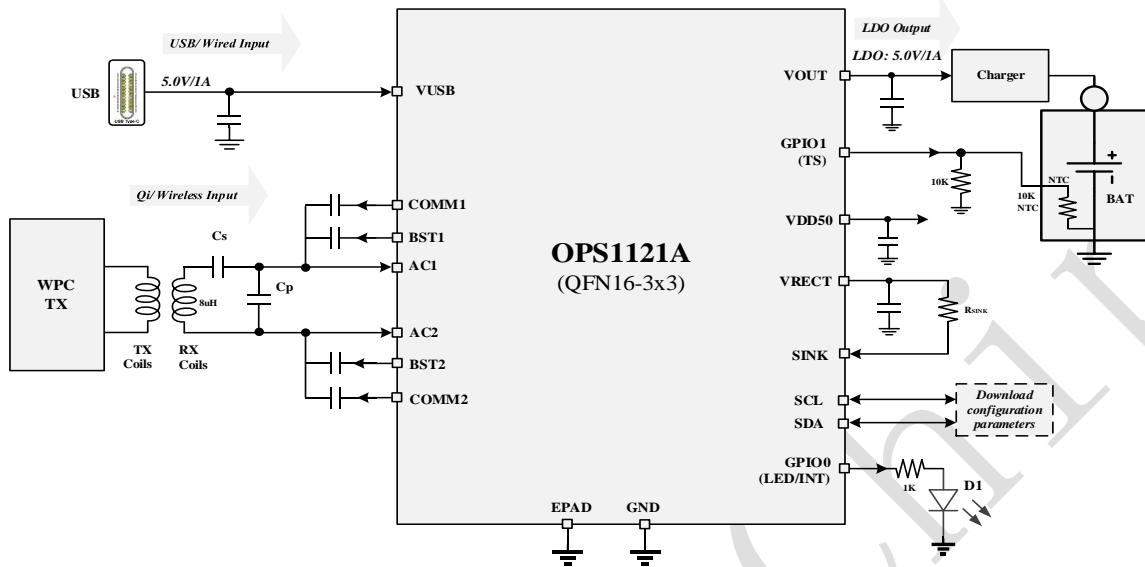 USB/ Wired Input
LDO Output
LDO: 5.0V/1A
USB
5.0V/1A
USB Type-C
VUSB
VOUT
Charger
GPIO1
(TS)
10K
NTC
10K
NTC
+
BAT
Qi/ Wireless Input
COMM1
BST1
AC1
AC2
BST2
COMM2
WPC
TX
TX
Coils
RX
Coils
8uH
Cs
Cp
OPS1121A
(QFN16-3x3)
VDD50
VRECT
RSINK
SINK
SCL
SDA
Download
configuration
parameters
GPIO0
(LED/INT)
1K
D1
EPAD
GND